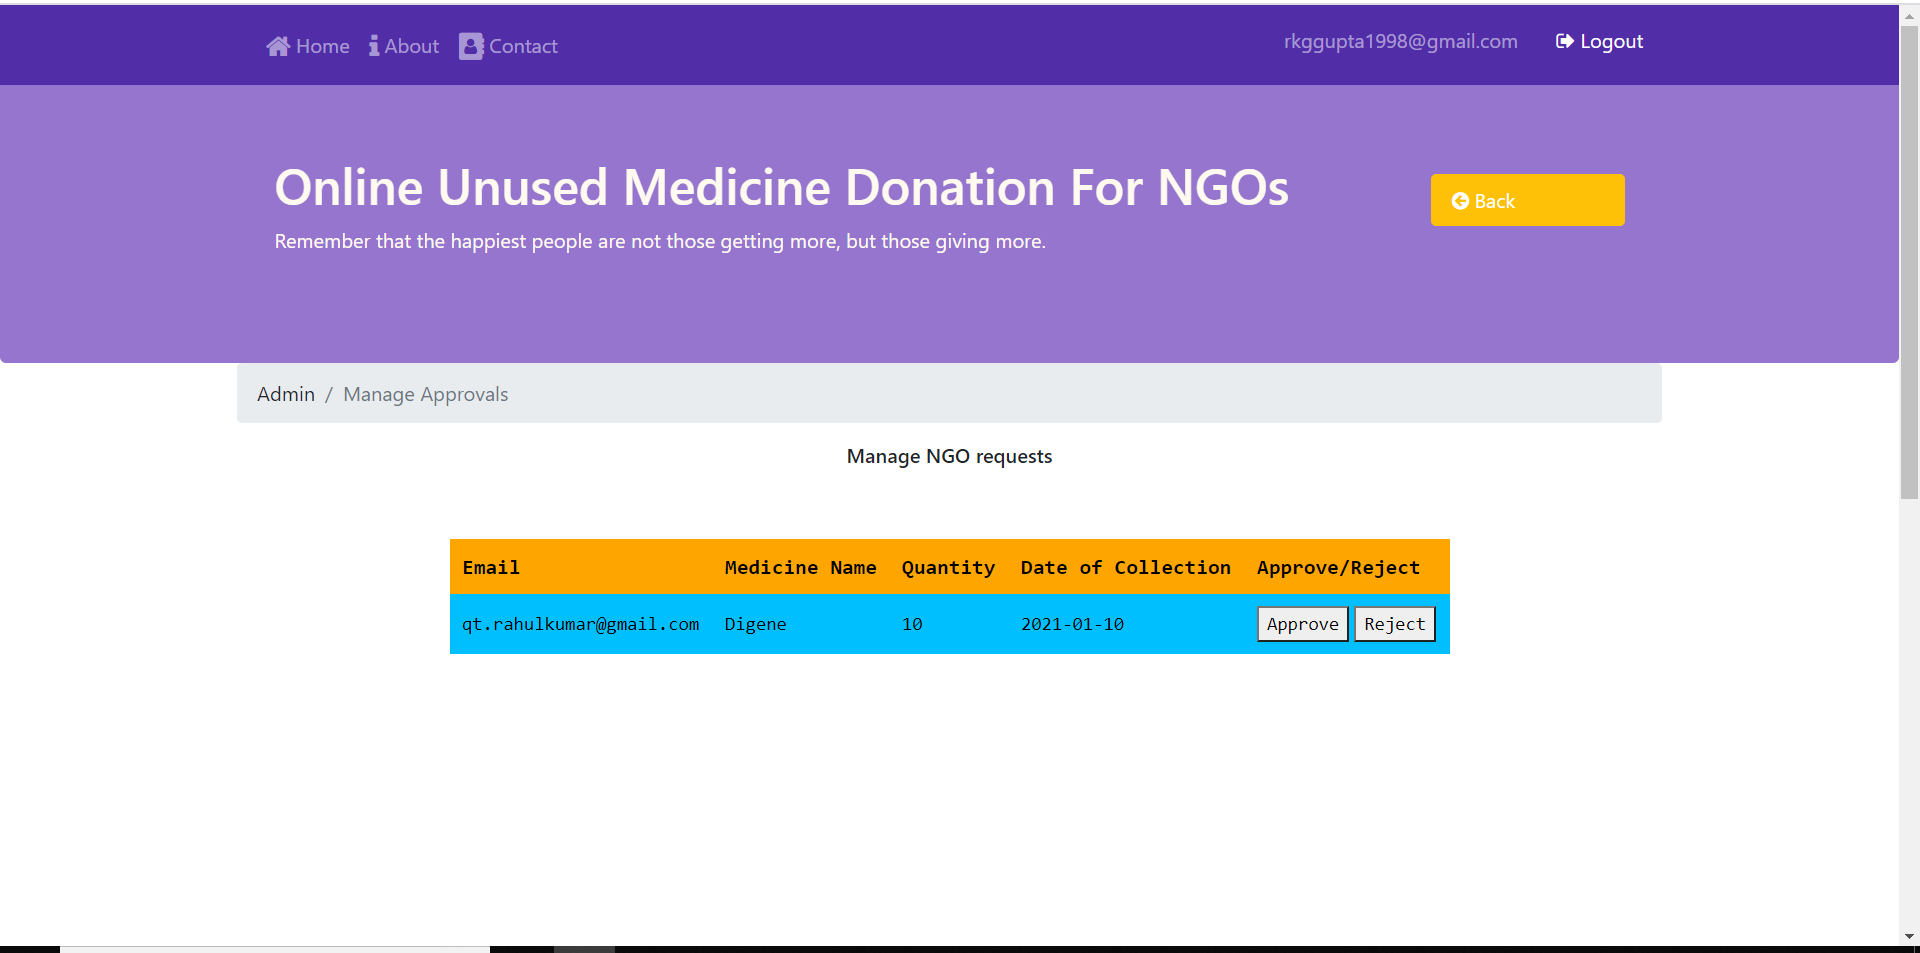 Home About Contact rkggupta1998@gmail.com Logout
Online Unused Medicine Donation For NGOs
Back
Remember that the happiest people are not those getting more, but those giving more.
Admin / Manage Approvals
Manage NGO requests
Email Medicine Name Quantity Date of Collection Approve/Reject
qt.rahulkumar@gmail.com Digene 10 2021-01-10 Approve Reject